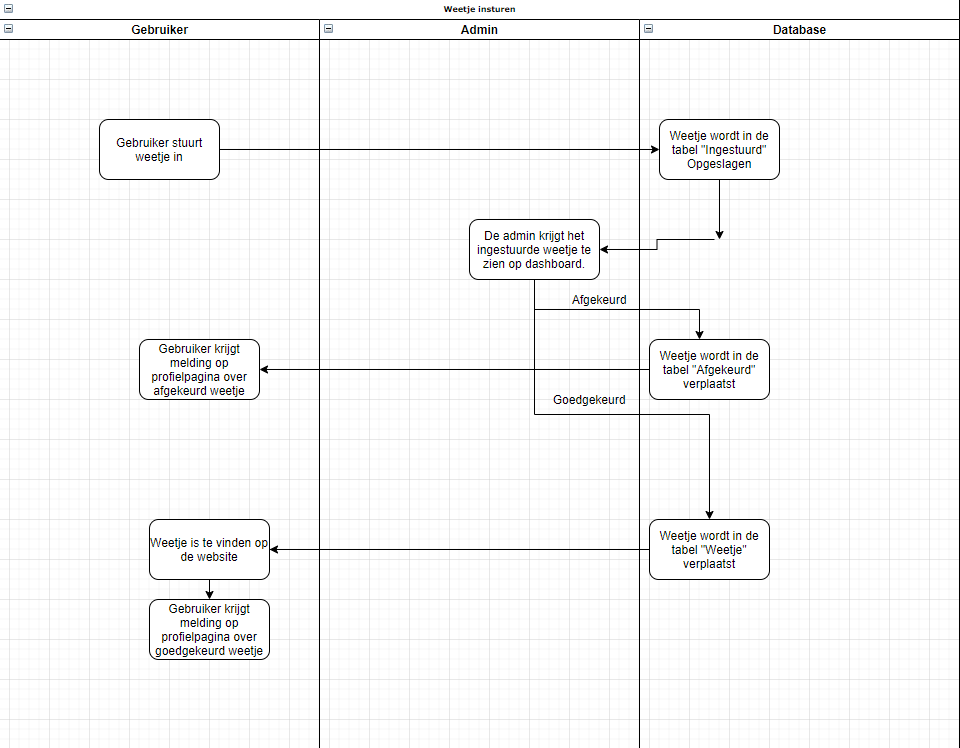 Weetje insturen
Gebruiker
Admin
Database
Gebruiker stuurt
weetje in
Weetje wordt in de
tabel "Ingestuurd"
Opgeslagen
De admin krijgt het
ingestuurde weetje te
zien op dashboard.
Afgekeurd
Gebruiker krijgt
melding op
profielpagina over
afgekeurd weetje
Weetje wordt in de
tabel "Afgekeurd"
verplaatst
Goedgekeurd
Weetje is te vinden op
de website
Weetje wordt in de
tabel "Weetje"
verplaatst
Gebruiker krijgt
melding op
profielpagina over
goedgekeurd weetje